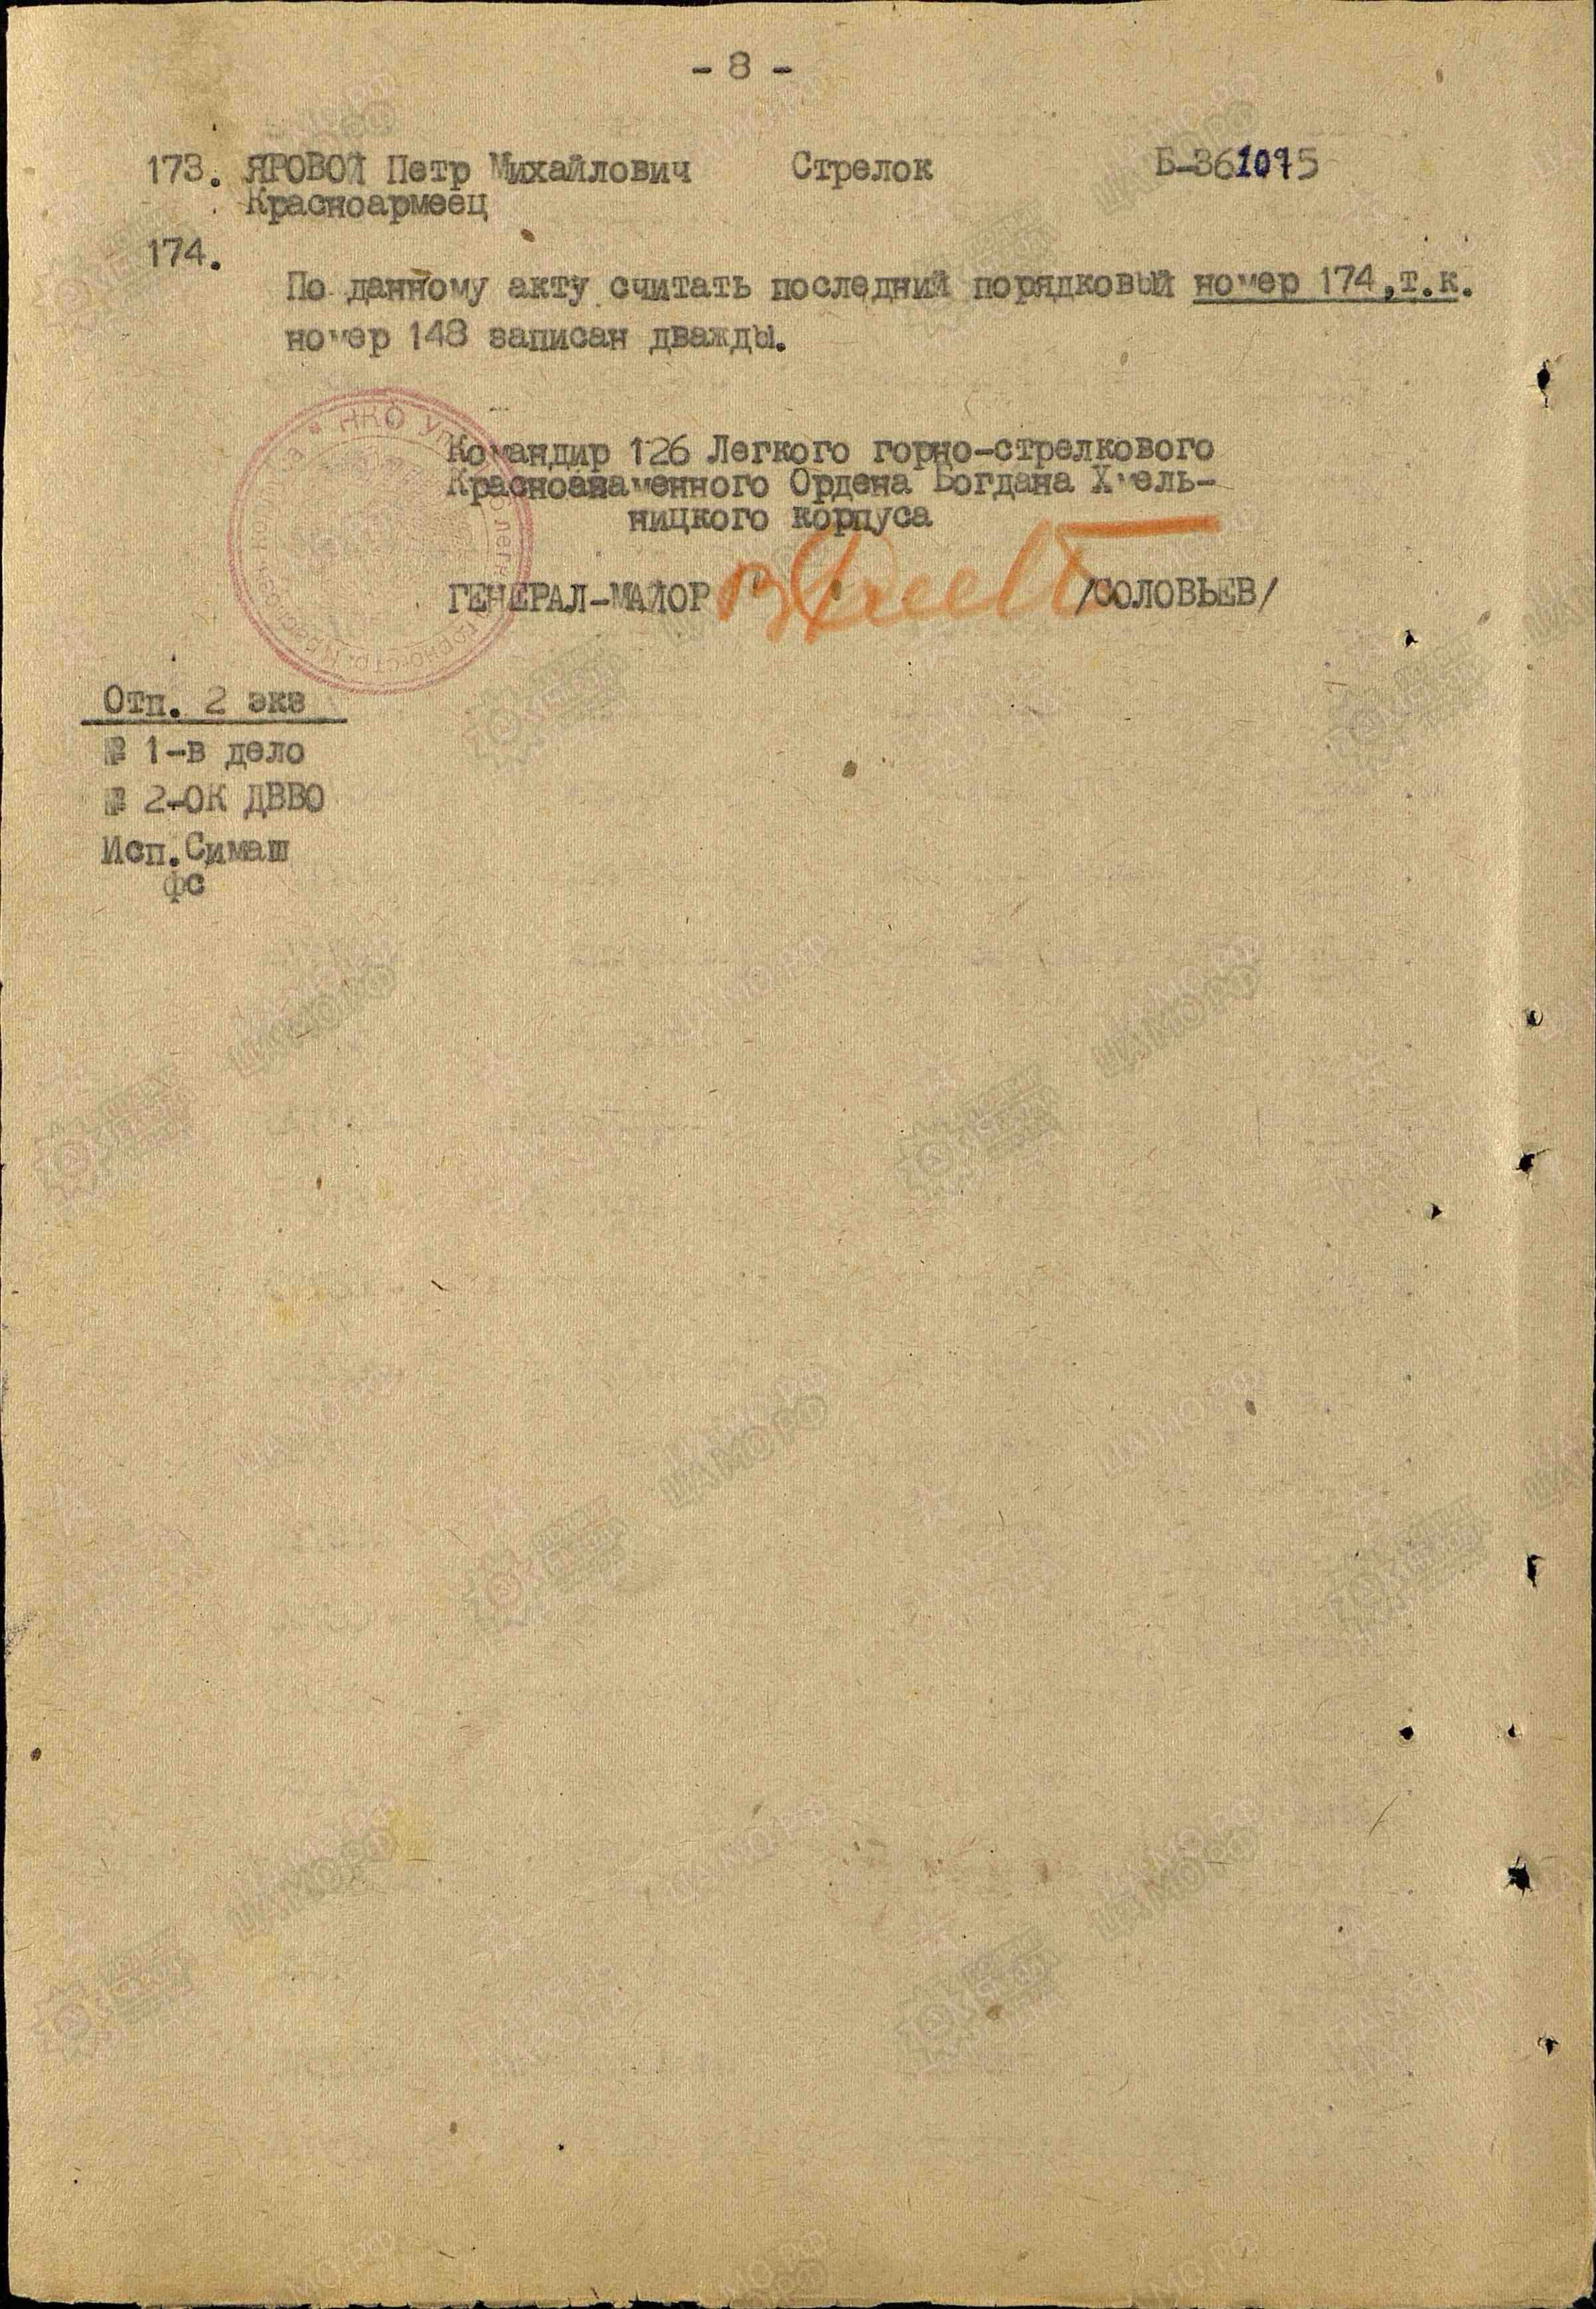 - 8 -
173. ЯРОВОЙ Петр Михайлович Стрелок Б-361095
Красноармеец
174.
По данному акту считать последний порядковый номер 174,т.к.
номер 148 записан дважды.
Командир 126 Легкого горно-стрелкового
Краснознаменного Ордена Богдана Хмель-
ницкого корпуса
ГЕНЕРАЛ-МАЙОР /СОЛОВЬЕВ/
Отп. 2 экз
№ 1-в дело
№ 2-ОК ДВВО
Исп.Симаш
фс